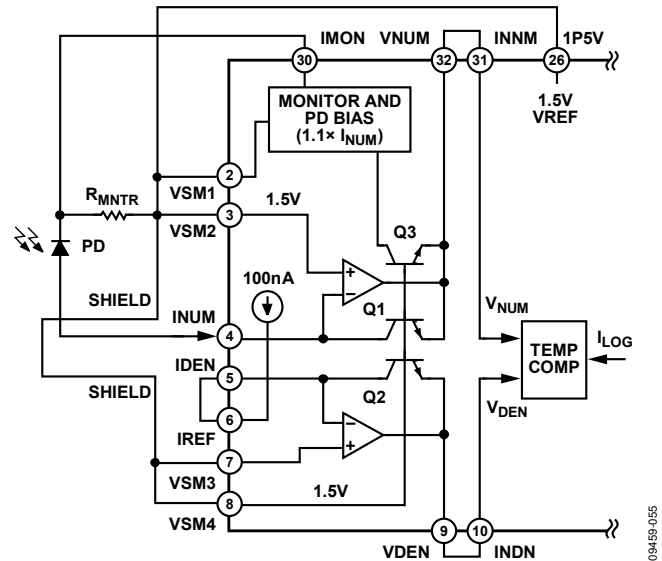 IMON VNUM INNM 1P5V
30 32 31 26
MONITOR AND
PD BIAS
(1.1× INUM)
1.5V
VREF
2
VSM1
RMNTR
3
VSM2
1.5V
Q3
PD
100nA
+
−
SHIELD
INUM
4
Q1
VNUM
TEMP
COMP
ILOG
IDEN
5
Q2
VDEN
SHIELD
6
IREF
−
+
7
VSM3
8
1.5V
VSM4
9 10
VDEN INDN
09459-055